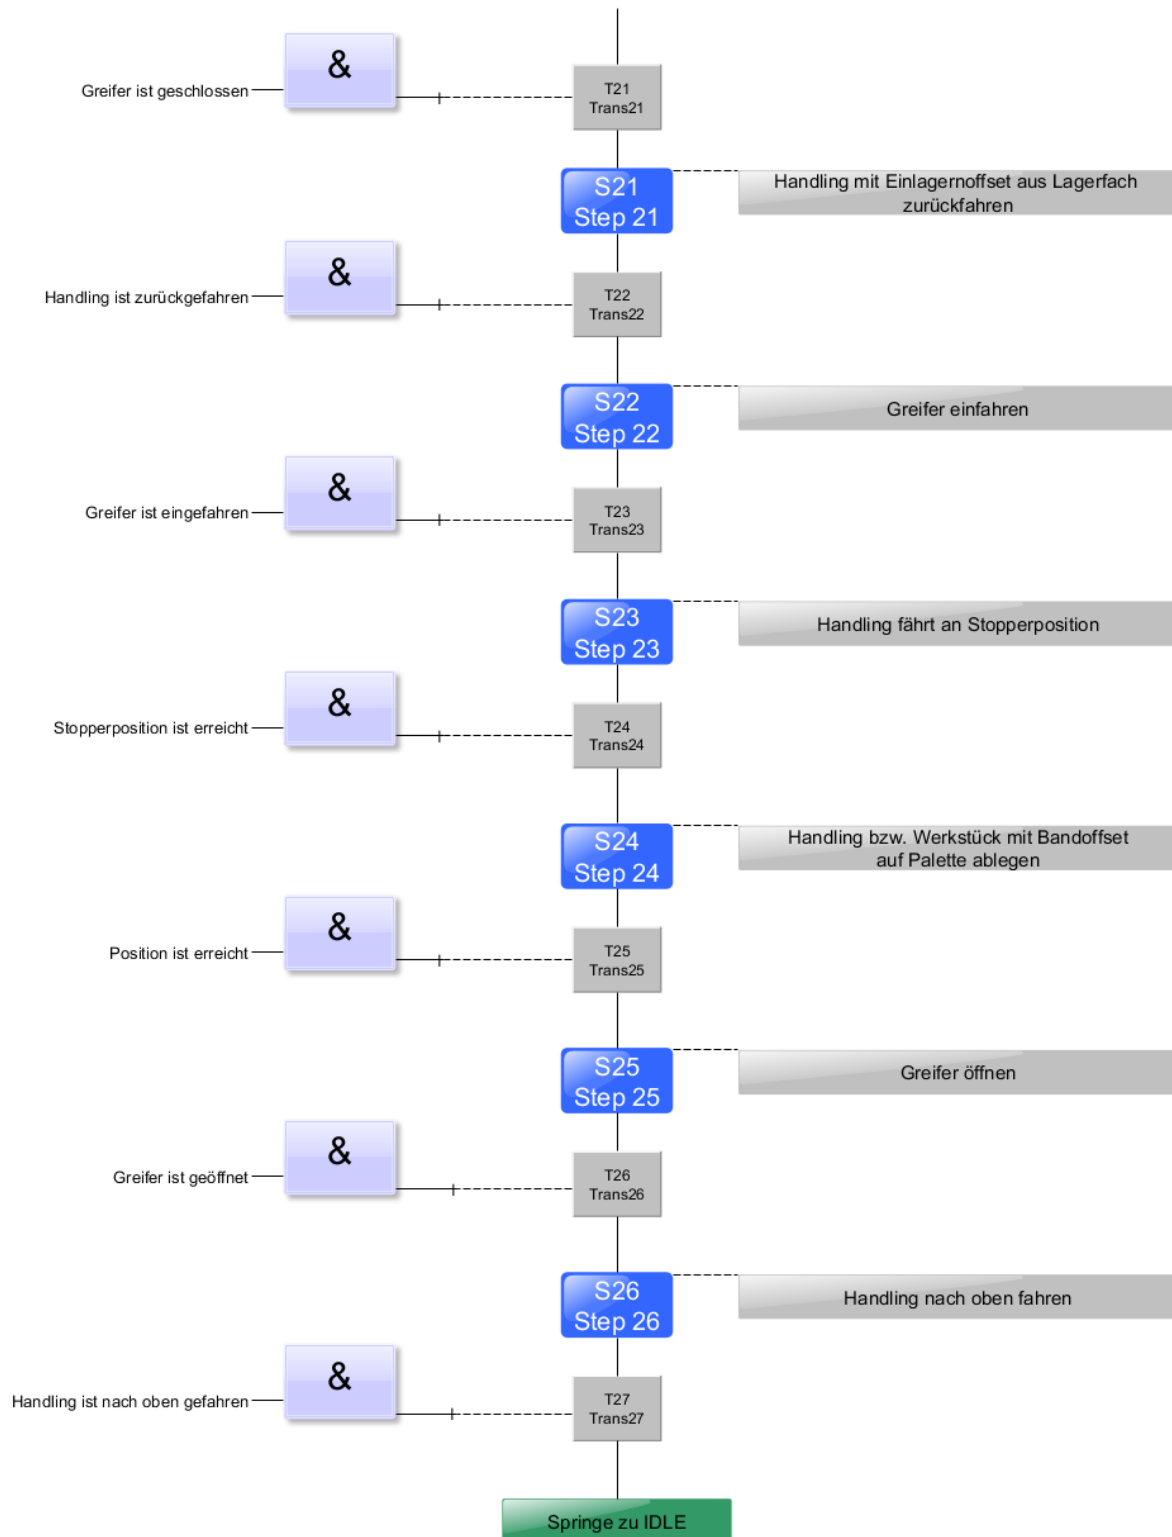 &
Greifer ist geschlossen
T21
Trans21
S21
Step 21
Handling mit Einlagernoffset aus Lagerfach
zurückfahren
&
Handling ist zurückgefahren
T22
Trans22
S22
Step 22
Greifer einfahren
&
Greifer ist eingefahren
T23
Trans23
S23
Step 23
Handling fährt an Stopperposition
&
Stopperposition ist erreicht
T24
Trans24
S24
Step 24
Handling bzw. Werkstück mit Bandoffset
auf Palette ablegen
&
Position ist erreicht
T25
Trans25
S25
Step 25
Greifer öffnen
&
Greifer ist geöffnet
T26
Trans26
S26
Step 26
Handling nach oben fahren
&
Handling ist nach oben gefahren
T27
Trans27
Springe zu IDLE